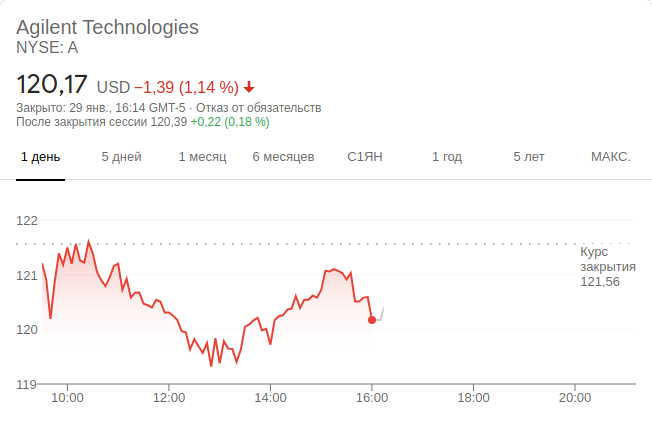 Agilent Technologies
NYSE: A
120,17 USD −1,39 (1,14 %)
Закрыто: 29 янв., 16:14 GMT-5 · Отказ от обязательств
После закрытия сессии 120,39 +0,22 (0,18 %)
1 день 5 дней 1 месяц 6 месяцев С1ЯН 1 год 5 лет МАКС.
122
Курс
закрытия
121,56
121
120
119
10:00 12:00 14:00 16:00 18:00 20:00